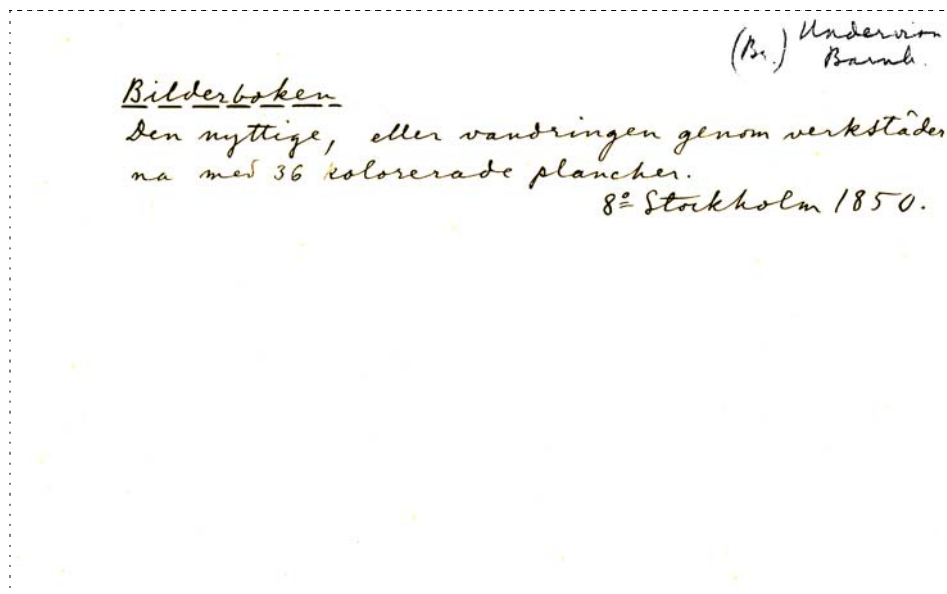 (Br.) Undervisn
Barnb.
Bilderboken
Den nyttige, eller vandringen genom verkstäder
na med 36 kolorerade plancher.
8º Stockholm 1850.